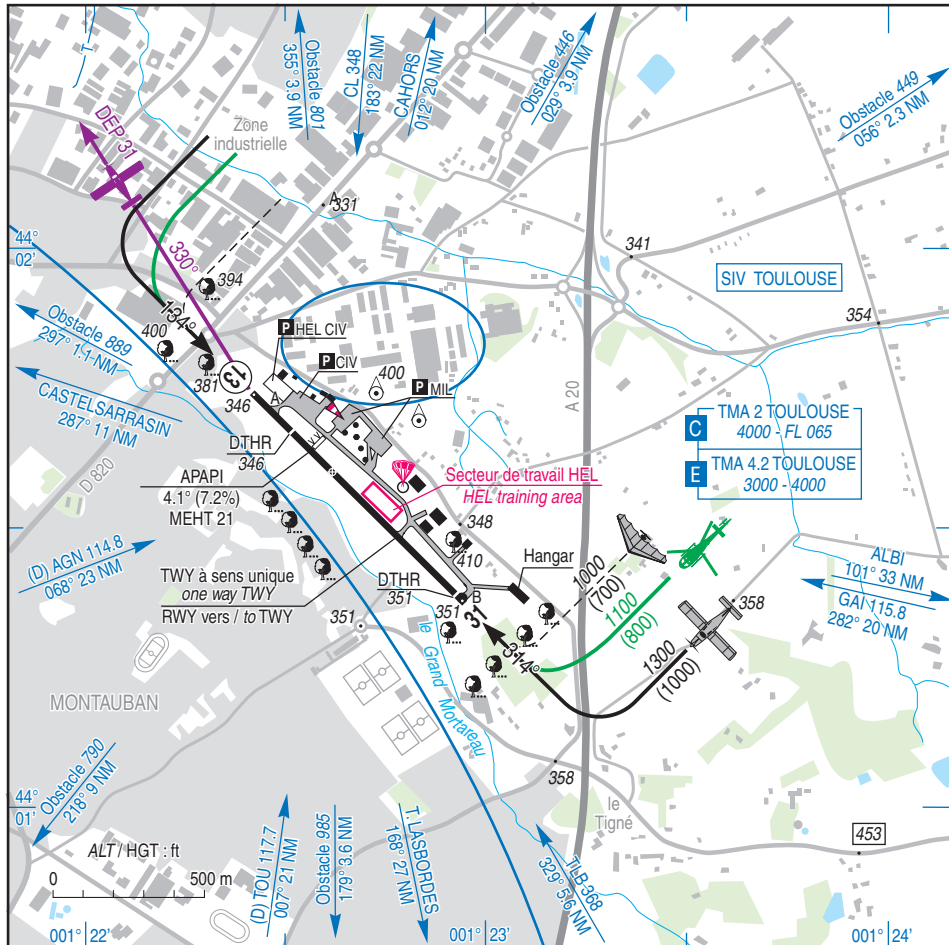 Obstacle 801
355° 3.9 NM
CL 348
183° 22 NM
CAHORS
012° 20 NM
Obstacle 446
029° 3.9 NM
Obstacle 449
056° 2.3 NM
T
DEP 31
Zone
industrielle
A
331
44°
02'
330°
394
341
SIV TOULOUSE
134°
400
354
Obstacle 889
297° 1.1 NM
P HEL CIV
P CIV
381
13
400
P MIL
A 20
CASTELSARRASIN
287° 11 NM
346
A
TMA 2 TOULOUSE
C
4000 - FL 065
E
TMA 4.2 TOULOUSE
3000 - 4000
DTHR
346
D 820
APAPI
4.1° (7.2%)
MEHT 21
Secteur de travail HEL
HEL training area
348
410
(D) AGN 114.8
068° 23 NM
Hangar
1000
(700)
ALBI
101° 33 NM
GAI 115.8
282° 20 NM
TWY à sens unique
one way TWY
RWY vers / to TWY
DTHR
351
B
351
31
1100
(800)
358
351
314°
1300
(1000)
le Grand Mortareau
MONTAUBAN
358
Obstacle 790
218° 9 NM
44°
01'
le
Tigné
453
ALT / HGT : ft
0 500 m
(D) TOU 117.7
007° 21 NM
Obstacle 985
179° 3.6 NM
T. LASBORDES
168° 27 NM
TLB 368
329° 5.6 NM
001° 22'
001° 23'
001° 24'